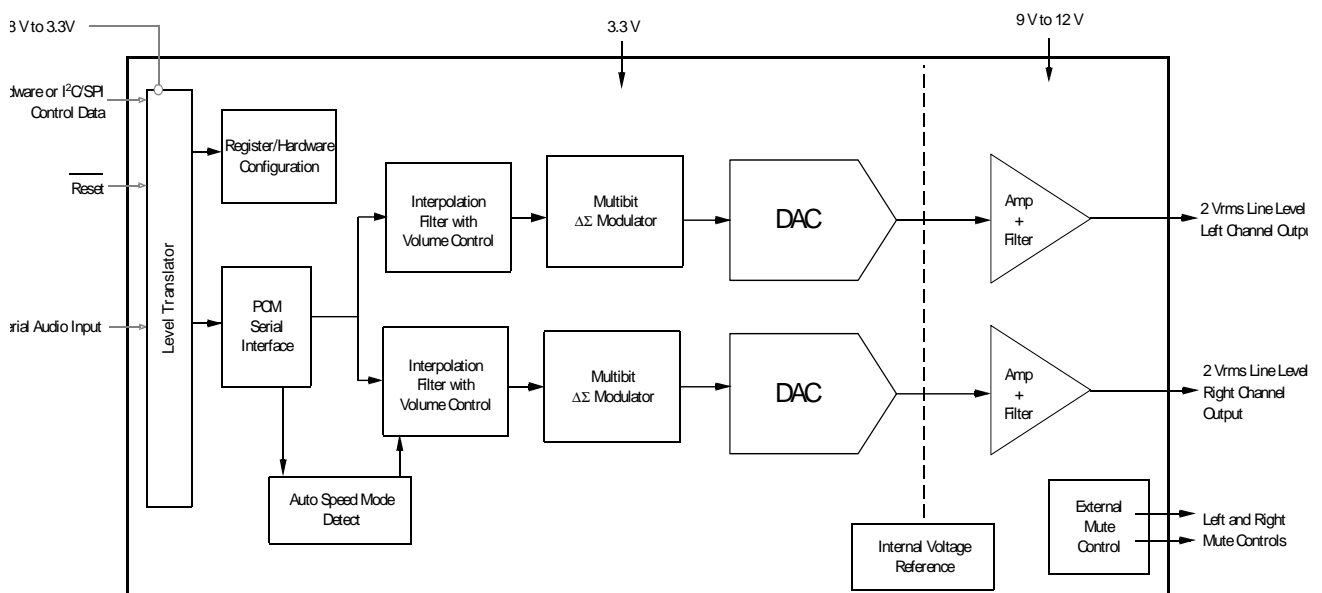 8 V to 3.3V
3.3 V
9 V to 12 V
dware or I²C/SPI
Control Data
Reset
erial Audio Input
Level Translator
Register/Hardware
Configuration
PCM
Serial
Interface
Auto Speed Mode
Detect
Interpolation
Filter with
Volume Control
Multibit
ΔΣ Modulator
DAC
Amp
+
Filter
2 Vrms Line Level
Left Channel Outpu
Interpolation
Filter with
Volume Control
Multibit
ΔΣ Modulator
DAC
Amp
+
Filter
2 Vrms Line Level
Right Channel
Output
Internal Voltage
Reference
External
Mute
Control
Left and Right
Mute Controls